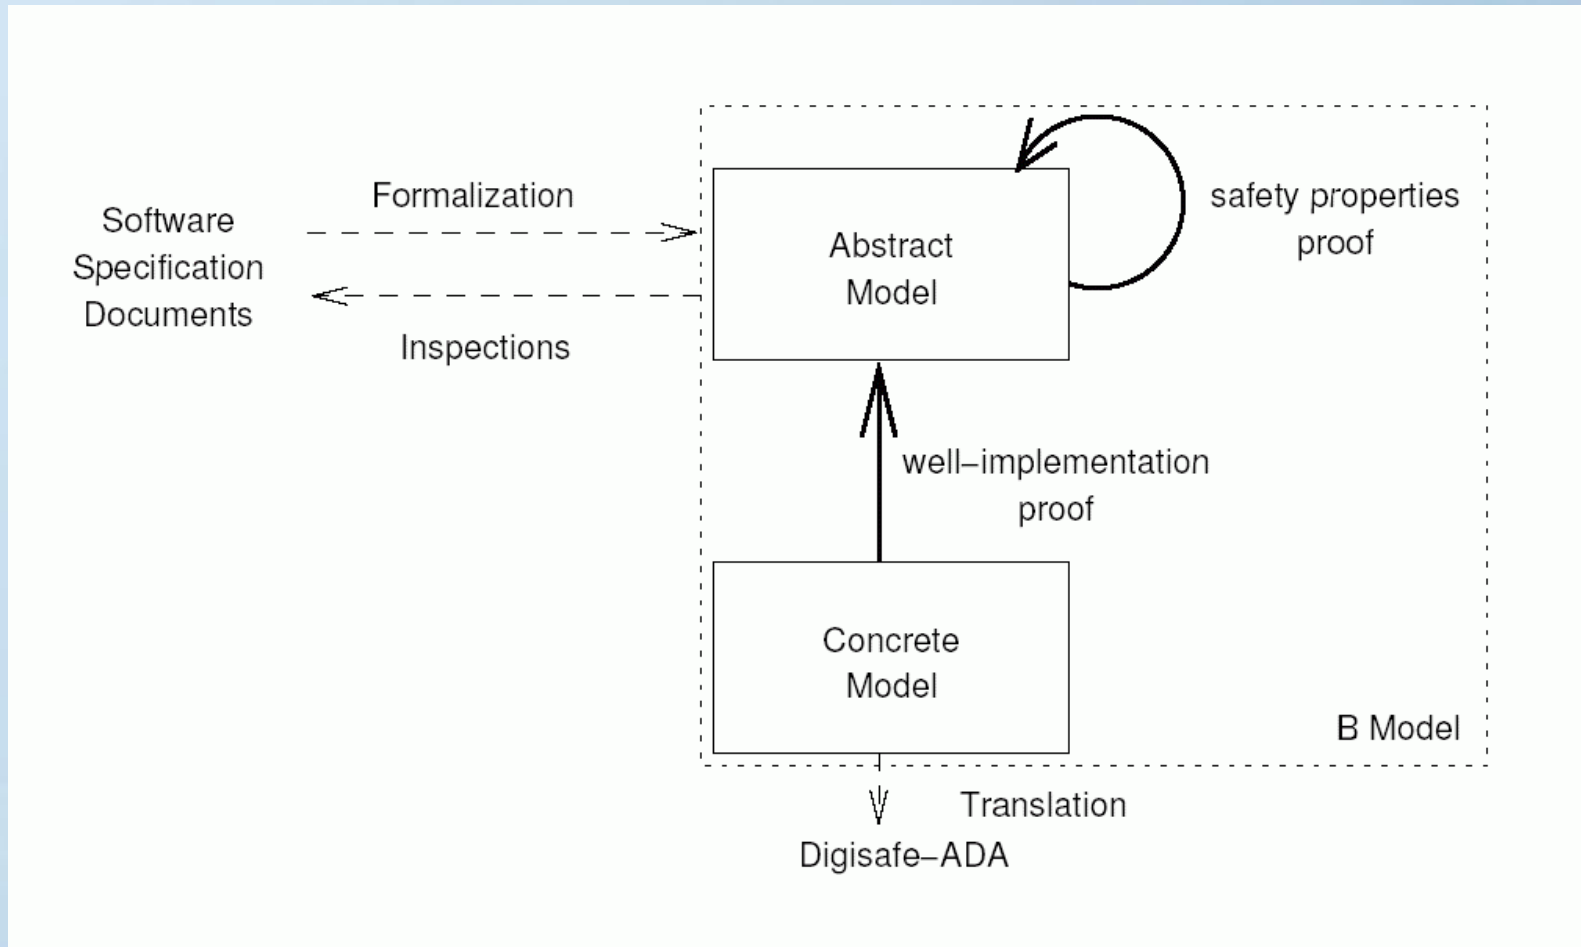 Formalization
Software
Specification
Documents
Inspections
Abstract
Model
safety properties
proof
well–implementation
proof
Concrete
Model
B Model
Translation
Digisafe–ADA